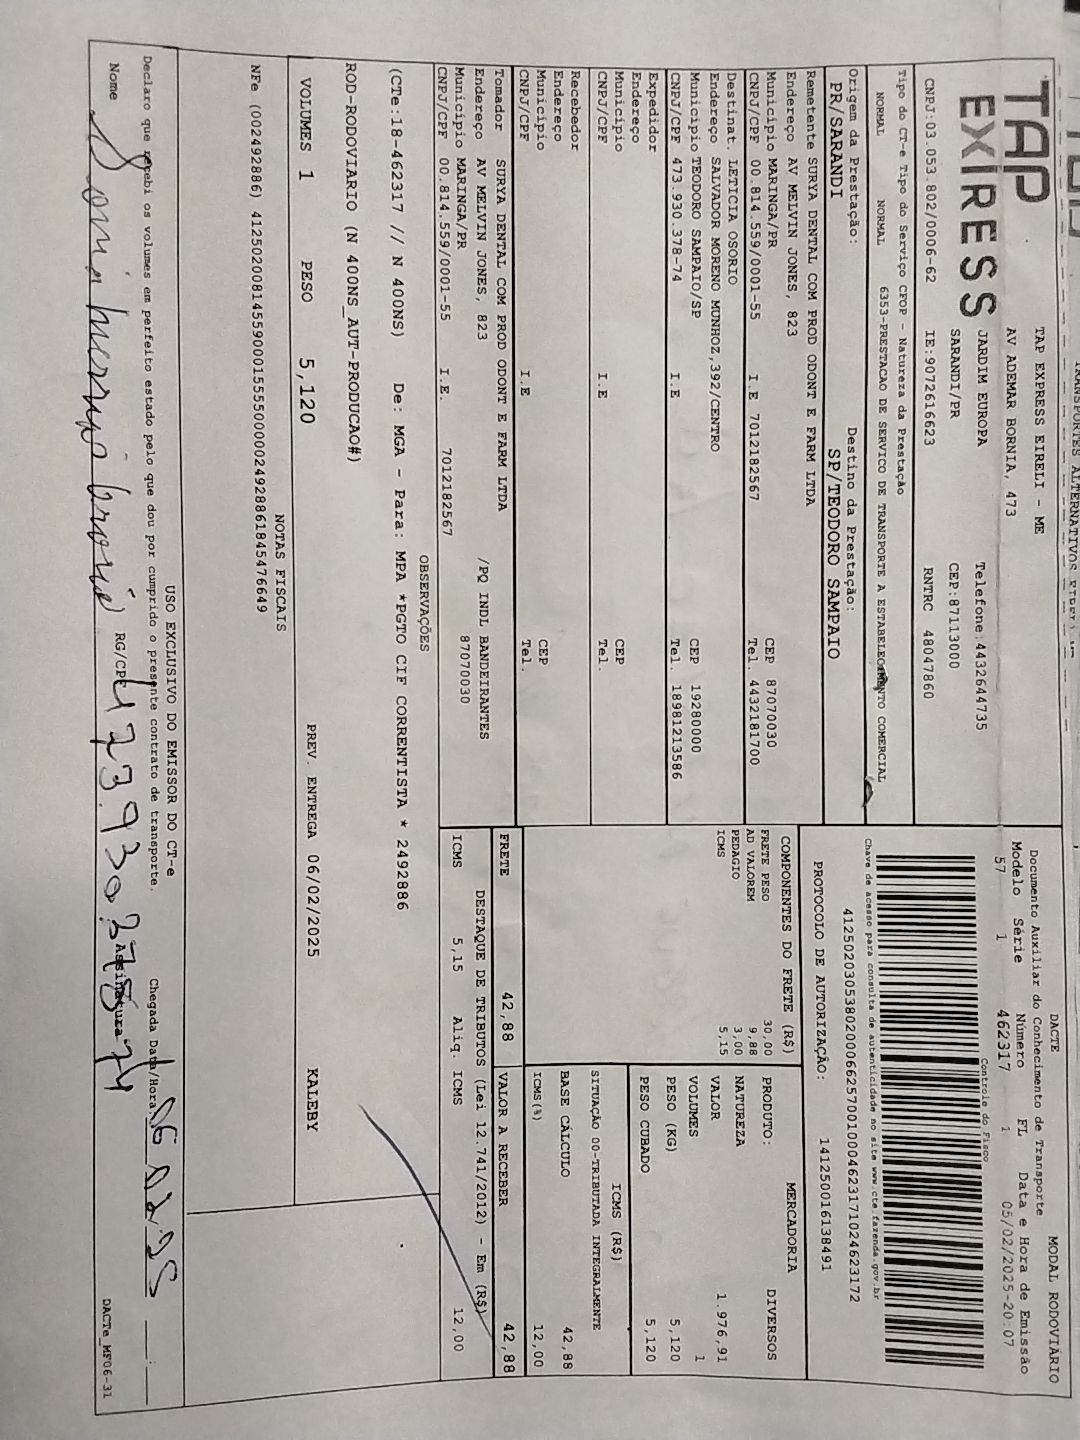 TRANSPORTES ALTERNATIVOS EIRELI ME
TAP
EXIRESS
TAP EXPRESS EIRELI - ME
AV ADEMAR BORNIA, 473
JARDIM EUROPA
Telefone:4432644735
SARANDI/PR
CEP:87113000
CNPJ:03.053.802/0006-62
IE:9072616623
RNTRC 48047860
Tipo do CT-e Tipo do Serviço CFOP - Natureza da Prestação
NORMAL NORMAL 6353-PRESTACAO DE SERVICO DE TRANSPORTE A ESTABELECIMENTO COMERCIAL
Origem da Prestação: Destino da Prestação:
PR/SARANDI SP/TEODORO SAMPAIO
Remetente SURYA DENTAL COM PROD ODONT E FARM LTDA
Endereço AV MELVIN JONES, 823
Município MARINGA/PR CEP 87070030
CNPJ/CPF 00.814.559/0001-55 I.E 7012182567 Tel. 4432181700
Destinat. LETICIA OSORIO
Endereço SALVADOR MORENO MUNHOZ,392/CENTRO
Município TEODORO SAMPAIO/SP CEP 19280000
CNPJ/CPF 473.930.378-74 I.E Tel. 18981213586
Expedidor
Endereço
Município CEP
CNPJ/CPF I.E Tel.
Recebedor
Endereço
Município CEP
CNPJ/CPF I.E Tel.
Tomador SURYA DENTAL COM PROD ODONT E FARM LTDA
Endereço AV MELVIN JONES, 823 /PQ INDL BANDEIRANTES
Município MARINGA/PR 87070030
CNPJ/CPF 00.814.559/0001-55 I.E. 7012182567
DACTE MODAL RODOVIÁRIO
Documento Auxiliar do Conhecimento de Transporte
Modelo Série Número FL Data e Hora de Emissão
57 1 462317 1 05/02/2025-20:07
Controle do Fisco
Chave de acesso para consulta de autenticidade no site www.cte.fazenda.gov.br
41250203053802000662570010004623171024623172
PROTOCOLO DE AUTORIZAÇÃO: 141250016138491
COMPONENTES DO FRETE (R$)
FRETE PESO 30,00
AD VALOREM 9,88
PEDAGIO 3,00
ICMS 5,15
MERCADORIA
PRODUTO: DIVERSOS
NATUREZA
VALOR 1.976,91
VOLUMES 1
PESO (KG) 5,120
PESO CUBADO 5,120
ICMS (R$)
SITUAÇÃO 00-TRIBUTADA INTEGRALMENTE
BASE CÁLCULO 42,88
ICMS(%) 12,00
FRETE 42,88 VALOR A RECEBER 42,88
DESTAQUE DE TRIBUTOS (Lei 12.741/2012) - Em (R$)
ICMS 5,15 Aliq. ICMS 12,00
OBSERVAÇÕES
(CTe:18-462317 // N 400NS) De: MGA - Para: MPA *PGTO CIF CORRENTISTA * 2492886
ROD-RODOVIARIO (N 400NS_AUT-PRODUCAO#)
VOLUMES 1 PESO 5,120 PREV. ENTREGA 06/02/2025 KALEBY
NOTAS FISCAIS
NFe (002492886) 41250200814559000155550000024928861845476649
USO EXCLUSIVO DO EMISSOR DO CT-e
Declaro que recebi os volumes em perfeito estado pelo que dou por cumprido o presente contrato de transporte.
Chegada Data/Hora 06 02 25 __:__
Nome RG/CPF 473930378 74 Assinatura
DACTe_MF06-31